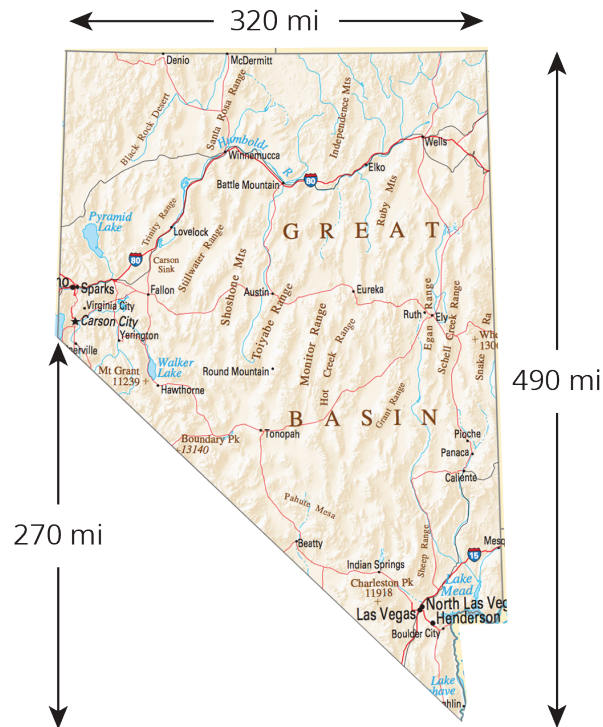 320 mi
Denio
McDermitt
Black Rock Desert
Santa Rosa Range
Independence Mts
Humboldt
R
Winnemucca
Wells
Elko
Battle Mountain
80
Ruby Mts
Pyramid
Lake
Trinity Range
Lovelock
GREAT
80
Carson
Sink
Stillwater Range
Shoshone Mts
Sparks
Fallon
Austin
Eureka
Toiyabe Range
Virginia City
Carson City
Yerington
Monitor Range
Hot Creek Range
Ruth
Ely
Egan Range
Schell Creek Range
Snake Ra
490 mi
Walker
Lake
Mt Grant
11239
Round Mountain
Hawthorne
Grant Range
BASIN
Boundary Pk
13140
Tonopah
Pioche
Panaca
Caliente
Pahute Mesa
270 mi
Beatty
Sheep Range
15
Mesq
Indian Springs
Charleston Pk
11918
Lake
Mead
Las Vegas
North Las Veg
Henderson
Boulder City
Lake